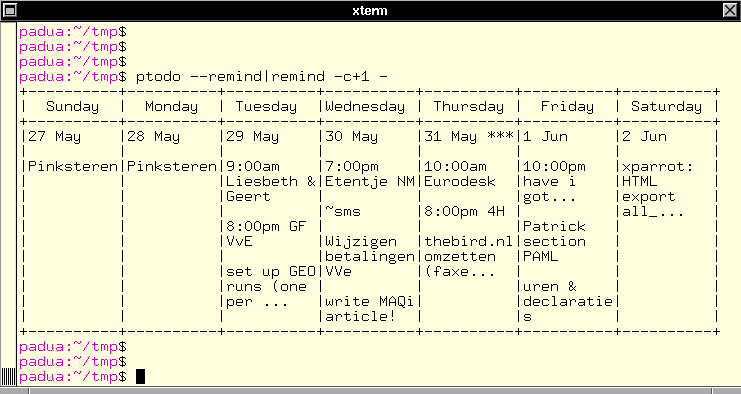 xterm
padua:~/tmp$
padua:~/tmp$
padua:~/tmp$
padua:~/tmp$ ptodo --remind|remind -c+1 -
+----------+----------+----------+----------+----------+----------+----------+
|  Sunday  |  Monday  | Tuesday  |Wednesday | Thursday |  Friday  | Saturday |
+----------+----------+----------+----------+----------+----------+----------+
|27 May    |28 May    |29 May    |30 May    |31 May ***|1 Jun     |2 Jun     |
|          |          |          |          |          |          |          |
|Pinksteren|Pinksteren|9:00am    |7:00pm    |10:00am   |10:00pm   |xparrot:  |
|          |          |Liesbeth &|Etentje NM|Eurodesk  |have i    |HTML      |
|          |          |Geert     |          |          |got...    |export    |
|          |          |          |~sms      |8:00pm 4H |          |all_...   |
|          |          |8:00pm GF |          |          |Patrick   |          |
|          |          |VvE       |Wijzigen  |thebird.nl|section   |          |
|          |          |          |betalingen|omzetten  |PAML      |          |
|          |          |set up GEO|VVe       |(faxe...  |          |          |
|          |          |runs (one |          |          |uren &    |          |
|          |          |per ...   |write MAQi|          |declaratie|          |
|          |          |          |article!  |          |s         |          |
+----------+----------+----------+----------+----------+----------+----------+
padua:~/tmp$
padua:~/tmp$
padua:~/tmp$